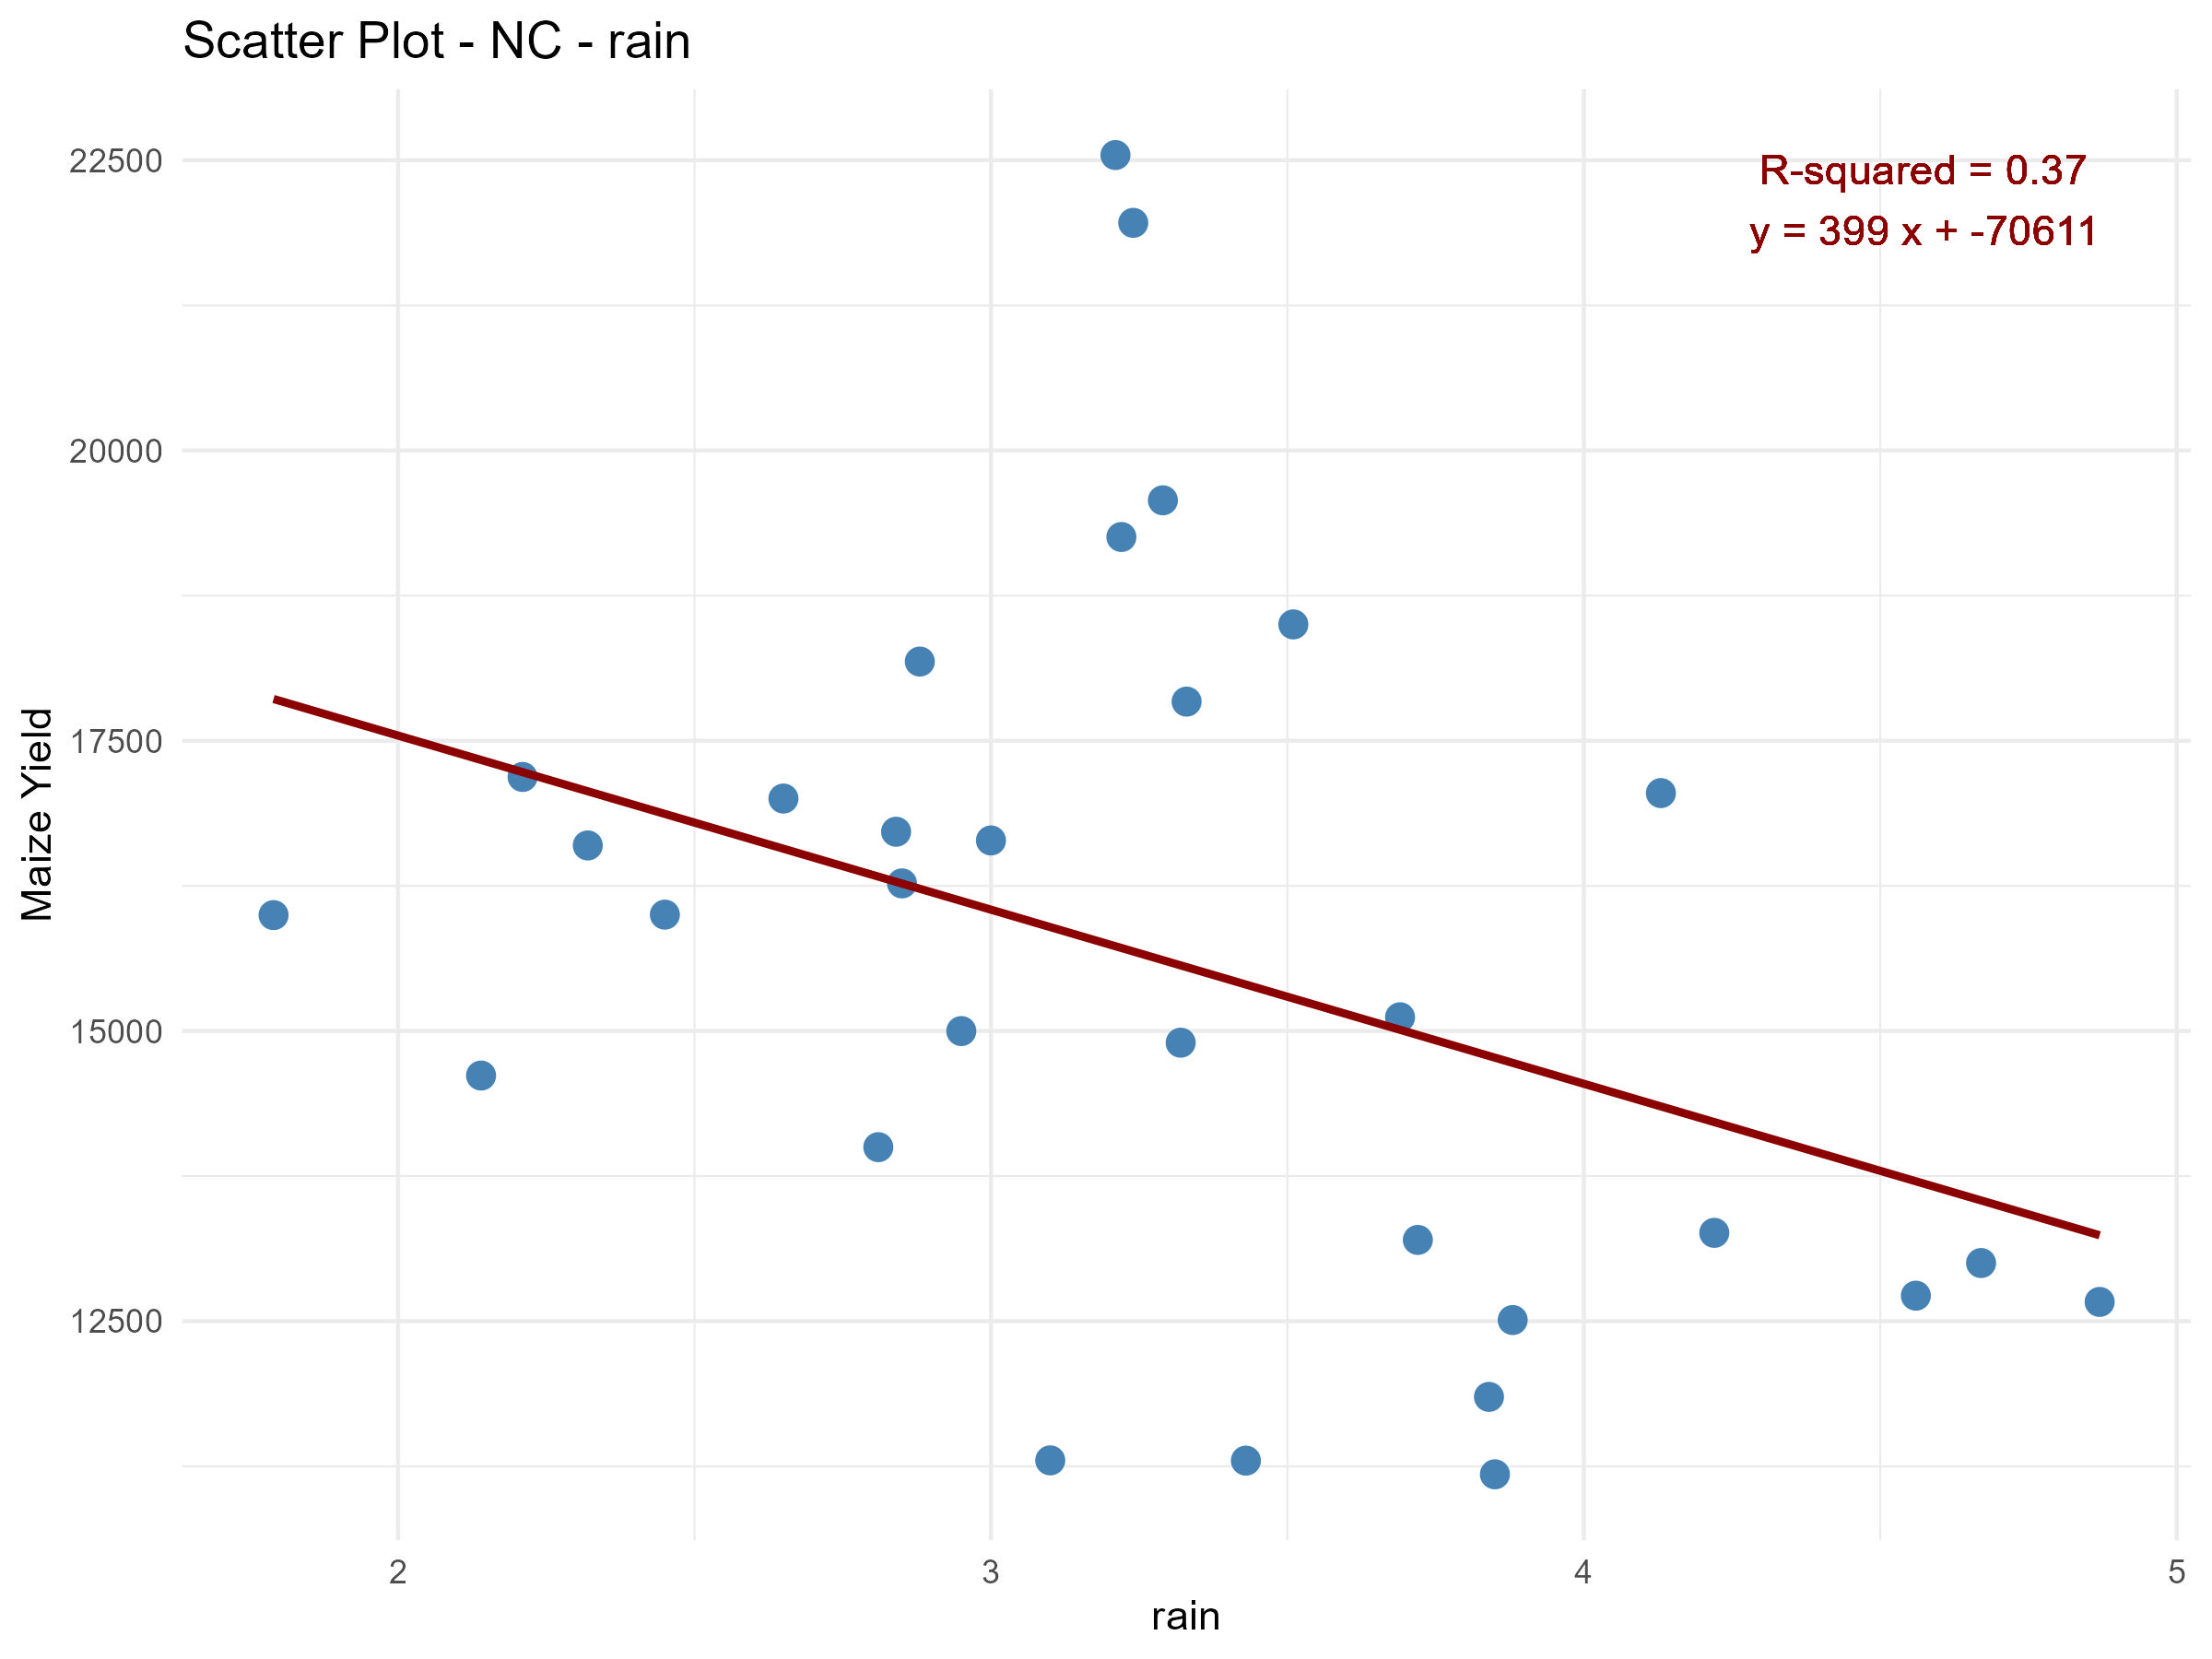 Scatter Plot - NC - rain
R-squared = 0.37
y = 399 x + -70611
22500
20000
17500
15000
12500
Maize Yield
2 3 4 5
rain